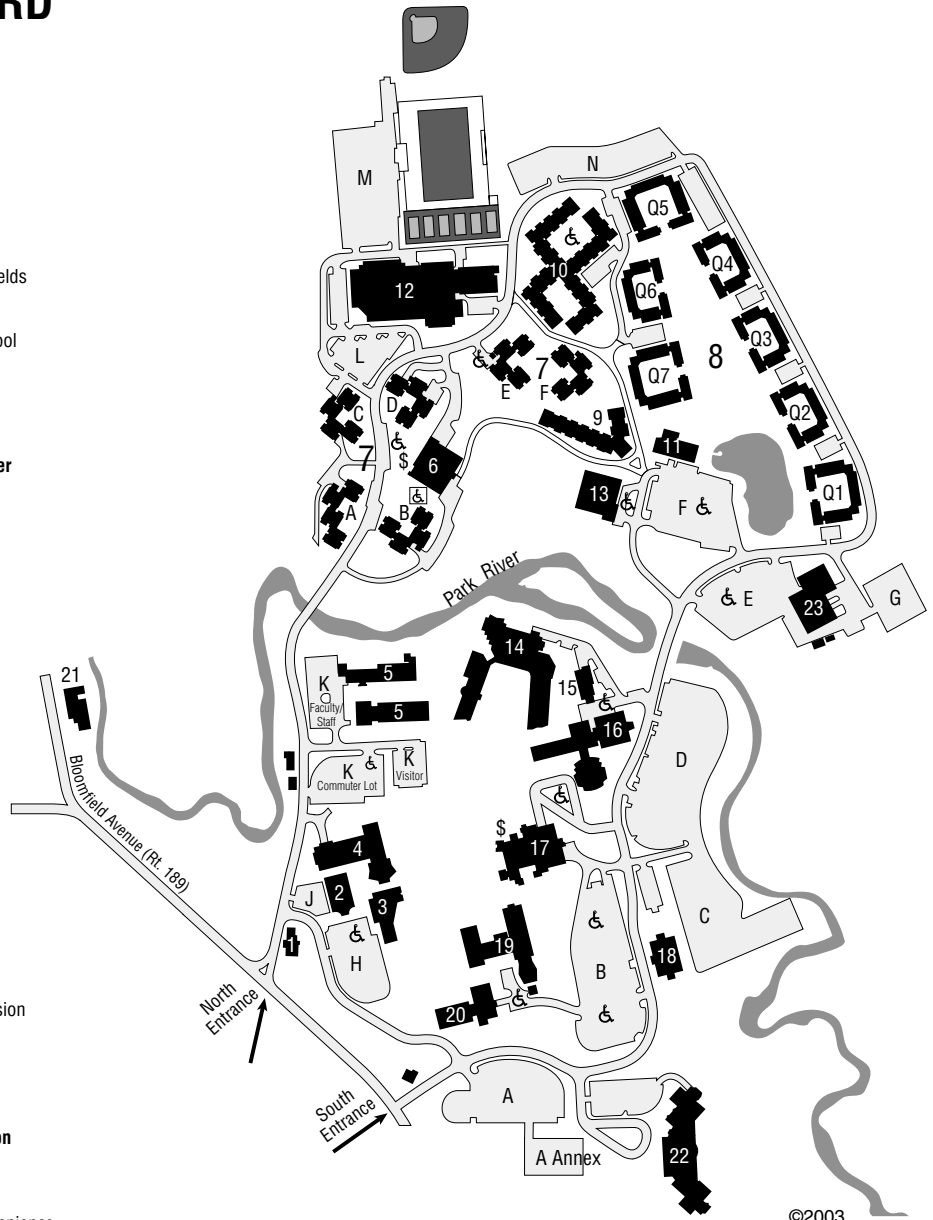 RD
M
N
Q5
10
Q4
Q6
12
elds
ool
L
Q3
7
8
E
F
Q7
D
C
Q2
9
11
$
6
7
er
A
B
13
F
Q1
Park River
E
23
G
14
21
K
Faculty/
Staff
5
5
15
16
K
Commuter Lot
K
Visitor
D
Bloomfield Avenue (Rt. 189)
$
17
4
J
2
3
C
1
H
19
B
18
North
Entrance
20
sion
South
Entrance
A
on
A Annex
22
©2003